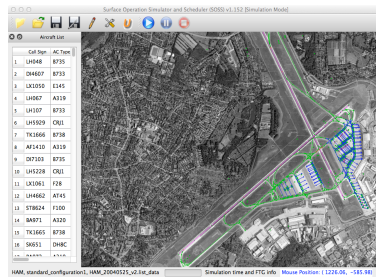 Surface Operation Simulator and Scheduler (SOSS) v1.152 [Simulation Mode]
Aircraft List
Call Sign AC Type
1 LH048 B735
2 DI4607 B733
3 LX1050 E145
4 LH067 A319
5 LH107 B733
6 LH5929 CRJ1
7 TK1666 B738
8 AF1410 A319
9 DI7103 B735
10 LH5228 CRJ1
11 LX1061 F28
12 LH4662 AT45
13 ST8624 F100
14 BA971 A320
15 TK1665 B738
16 SK651 DH8C
HAM, standard_configuration1, HAM_20040525_v2.list_data Simulation time and FTG info Mouse Position: ( 1226.06, -585.98)